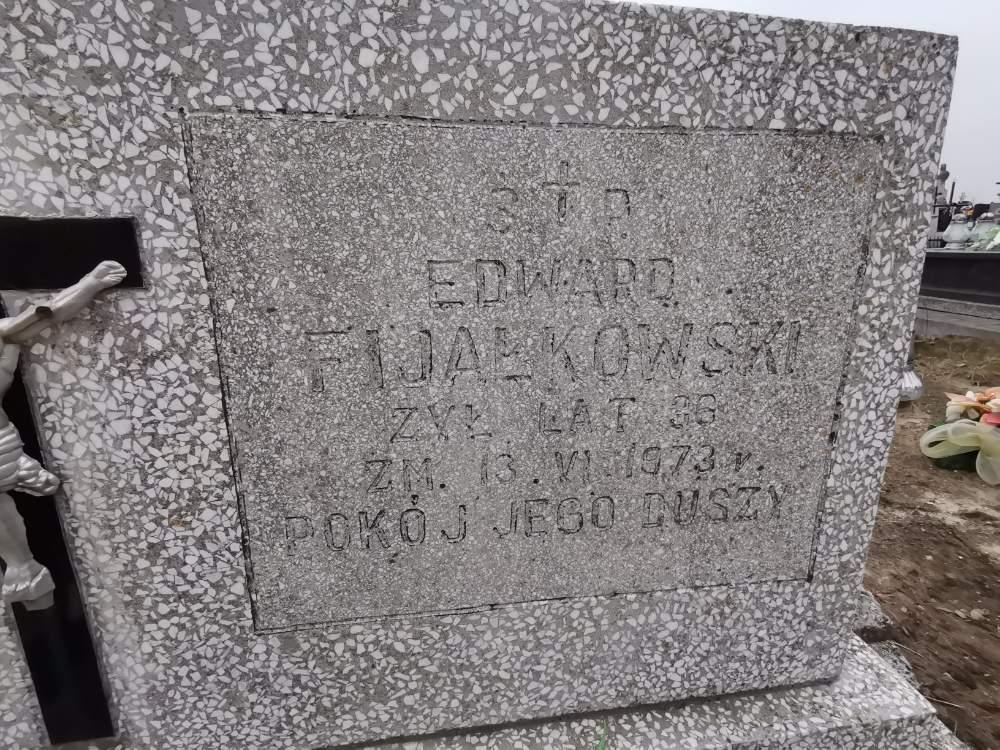 Ś † P
EDWARD
FIJAŁKOWSKI
ŻYŁ LAT 36
ZM. 13.VI.1973 r.
POKÓJ JEGO DUSZY